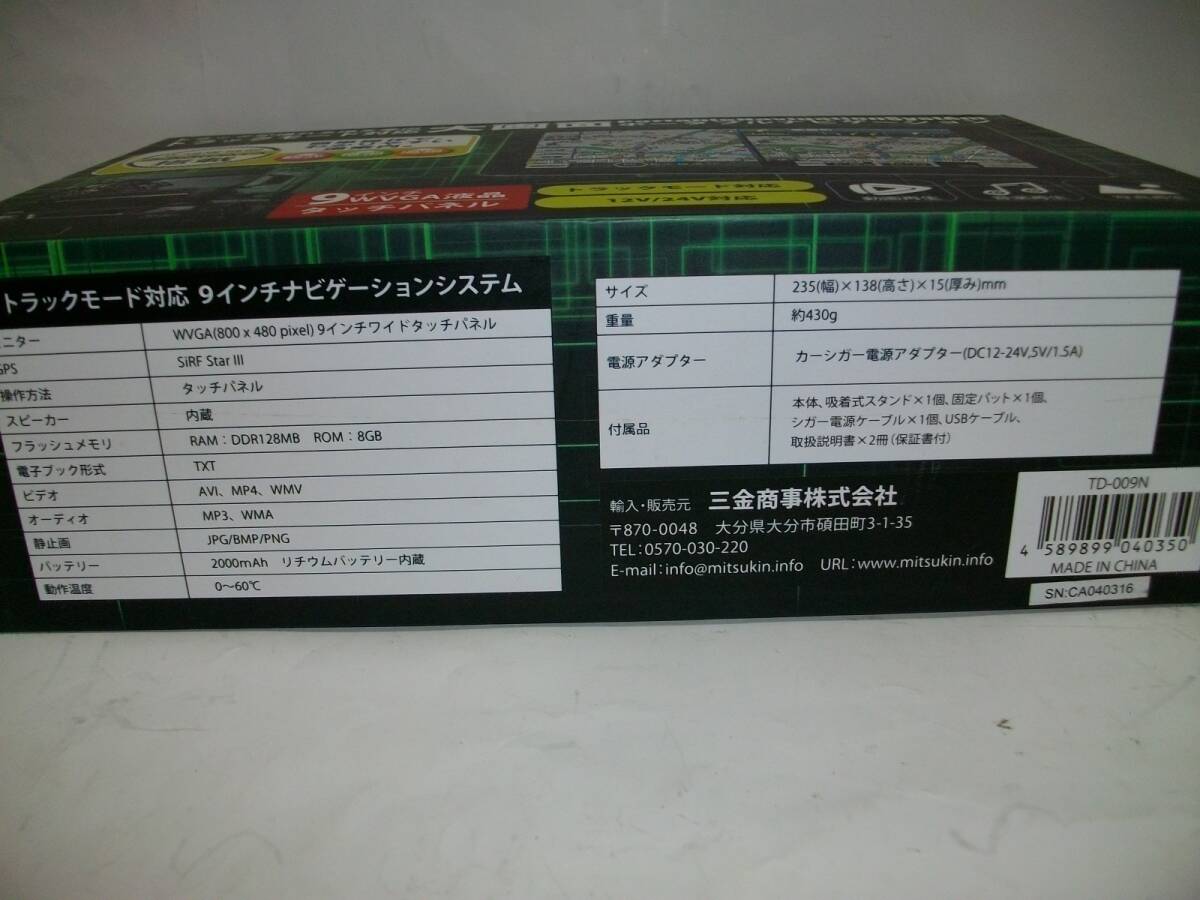 9インチ
WVGA液晶
タッチパネル
トラックモード対応
12V/24V対応
トラックモード対応 9インチナビゲーションシステム
ニター WVGA(800 x 480 pixel) 9インチワイドタッチパネル
GPS SiRF Star III
操作方法 タッチパネル
スピーカー 内蔵
フラッシュメモリ RAM：DDR128MB ROM：8GB
電子ブック形式 TXT
ビデオ AVI、MP4、WMV
オーディオ MP3、WMA
静止画 JPG/BMP/PNG
バッテリー 2000mAh リチウムバッテリー内蔵
動作温度 0～60℃
サイズ 235(幅)×138(高さ)×15(厚み)mm
重量 約430g
電源アダプター カーシガー電源アダプター(DC12-24V,5V/1.5A)
付属品 本体、吸着式スタンド×1個、固定パット×1個、
シガー電源ケーブル×1個、USBケーブル、
取扱説明書×2冊（保証書付）
輸入・販売元 三金商事株式会社
〒870-0048 大分県大分市碩田町3-1-35
TEL：0570-030-220
E-mail：info@mitsukin.info URL：www.mitsukin.info
TD-009N
4 589899 040350
MADE IN CHINA
SN:CA040316